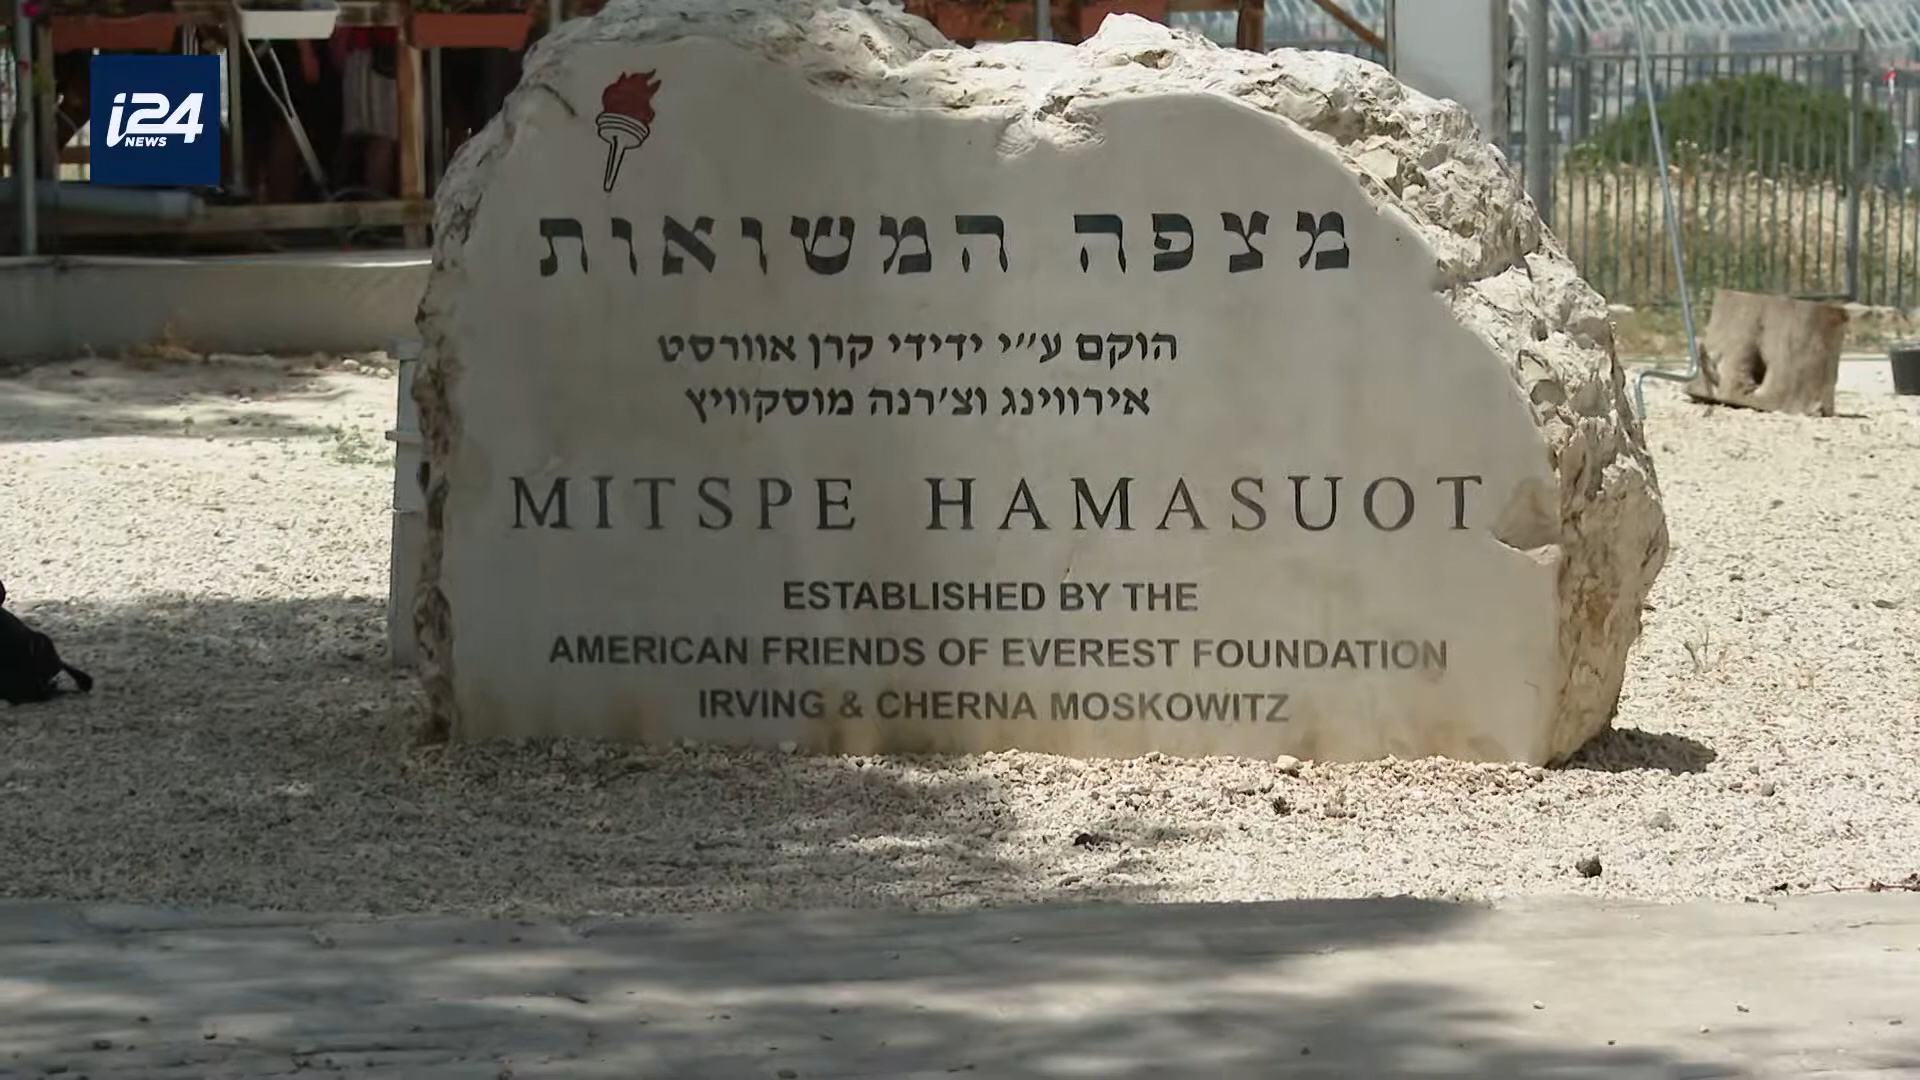 i24
NEWS
מצפה המשואות
הוקם ע״י ידידי קרן אוורסט
אירווינג וצ׳רנה מוסקוויץ
MITSPE HAMASUOT
ESTABLISHED BY THE
AMERICAN FRIENDS OF EVEREST FOUNDATION
IRVING & CHERNA MOSKOWITZ